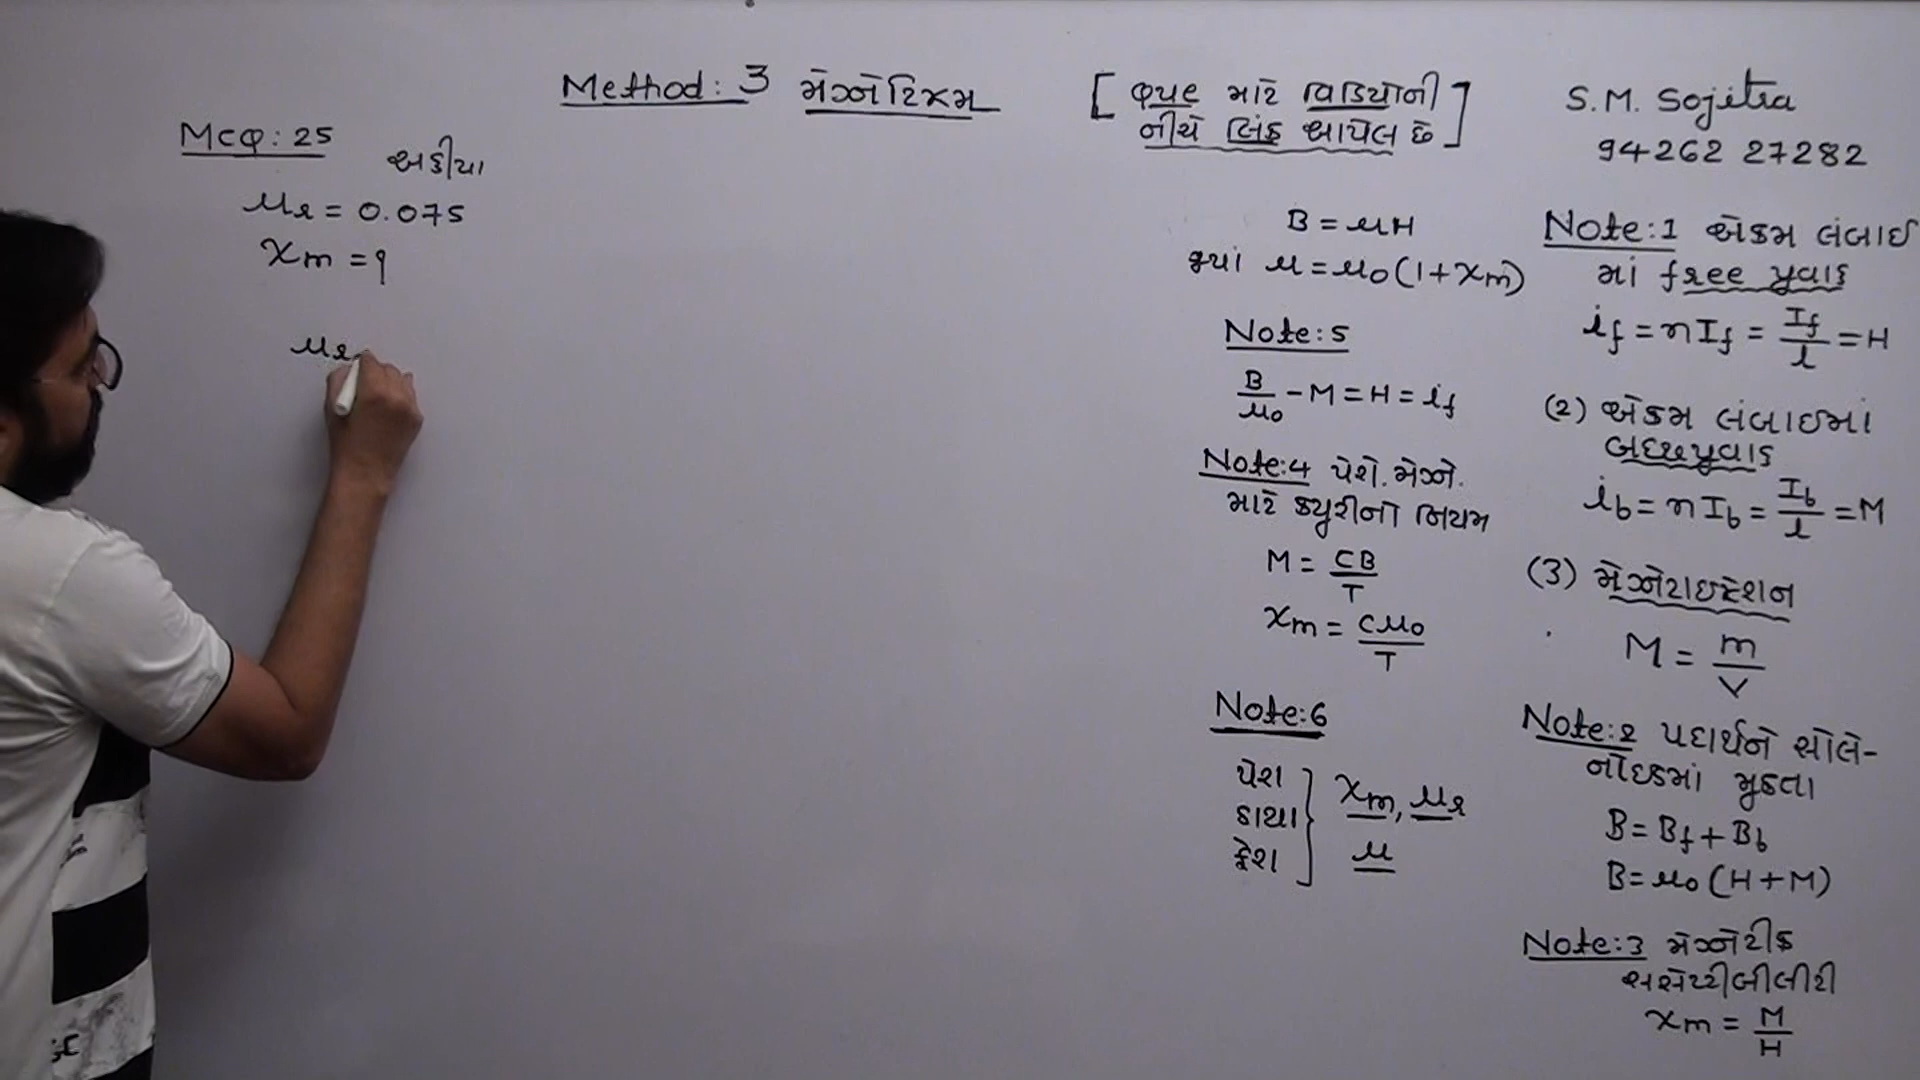 Method: 3 મેગ્નેટિઝમ
[ વધુ માટે વિડિયોની
નીચે લિંક આપેલ છે ]
S.M. Sojitra
94262 27282
MCQ: 25
μr = 0.075
χm = ?
μr
B = μH
જ્યાં μ = μ0(1+χm)
Note:5
B/μ0 - M = H = if
Note:4 પેરા. મેગ્ને.
માટે ક્યુરીનો નિયમ
M = CB/T
χm = Cμ0/T
Note:6
પેરા
ડાયા
ફેરા
χm, μr
μ
Note:1 એકમ લંબાઈ
માં free પ્રવાહ
if = nIf = If/l = H
(2) એકમ લંબાઈમાં
બદ્ધપ્રવાહ
ib = nIb = Ib/l = M
(3) મેગ્નેટાઇઝેશન
M = m/V
Note:2 પદાર્થને સોલે-
નોઇડમાં મુકતા
B = Bf + Bb
B = μ0 (H+M)
Note:3 મેગ્નેટીક
સસેપ્ટીબીલીટી
χm = M/H